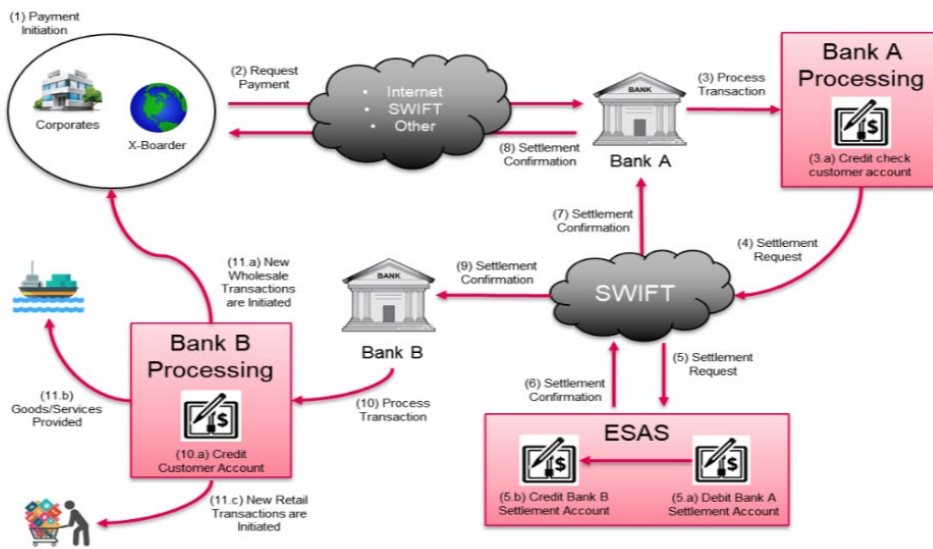 (1) Payment
Initiation
Corporates
X-Boarder
(2) Request
Payment
• Internet
SWIFT
• Other
(8) Settlement
Confirmation
BANK
Bank A
(3) Process
Transaction
Bank A
Processing
(3.a) Credit check
customer account
(4) Settlement
Request
(7) Settlement
Confirmation
SWIFT
(9) Settlement
Confirmation
BANK
Bank B
(5) Settlement
Request
(6) Settlement
Confirmation
ESAS
(5.b) Credit Bank B
Settlement Account
(5.a) Debit Bank A
Settlement Account
(10) Process
Transaction
Bank B
Processing
(10.a) Credit
Customer Account
(11.a) New
Wholesale
Transactions
are Initiated
(11.b)
Goods/Services
Provided
(11.c) New Retail
Transactions are
Initiated